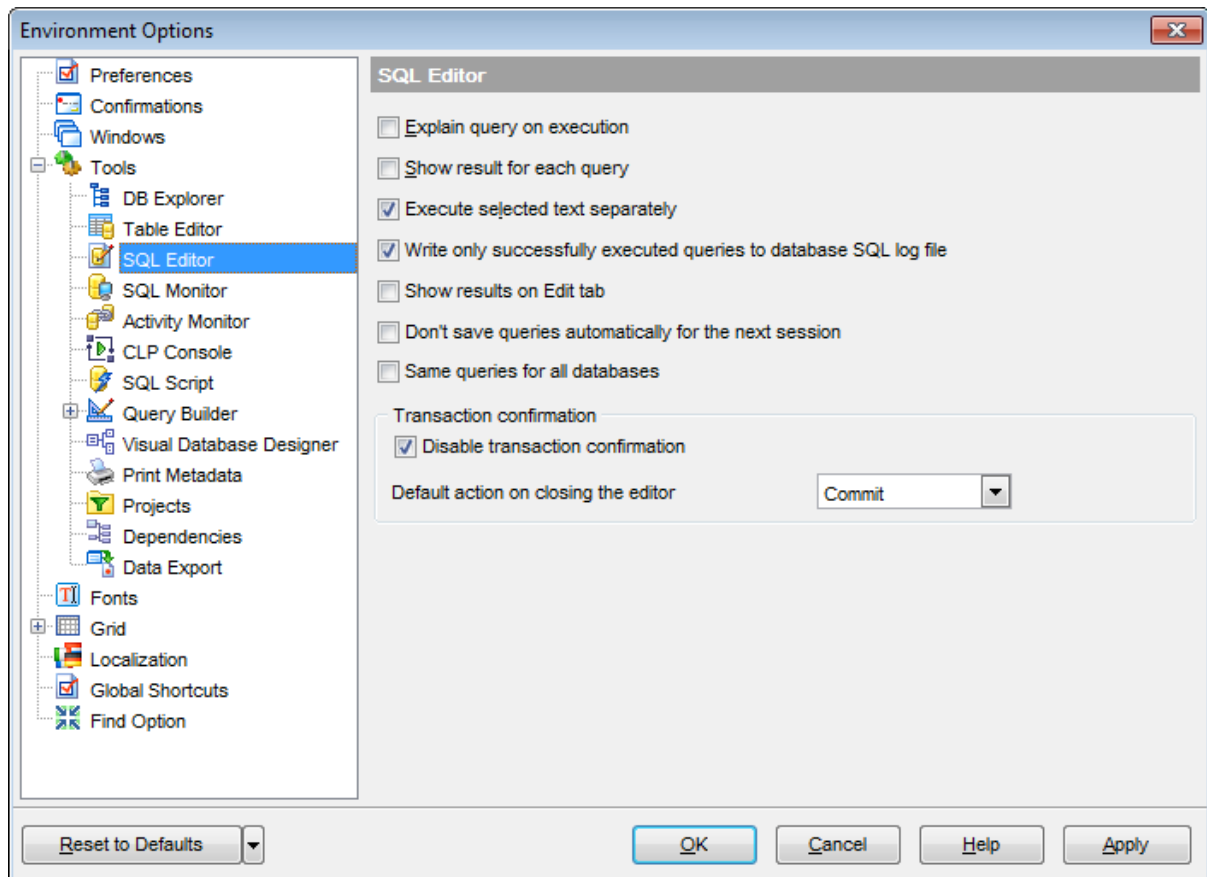 Environment Options
Preferences
Confirmations
Windows
Tools
DB Explorer
Table Editor
SQL Editor
SQL Monitor
Activity Monitor
CLP Console
SQL Script
Query Builder
Visual Database Designer
Print Metadata
Projects
Dependencies
Data Export
Fonts
Grid
Localization
Global Shortcuts
Find Option
SQL Editor
Explain query on execution
Show result for each query
Execute selected text separately
Write only successfully executed queries to database SQL log file
Show results on Edit tab
Don't save queries automatically for the next session
Same queries for all databases
Transaction confirmation
Disable transaction confirmation
Default action on closing the editor Commit
Reset to Defaults OK Cancel Help Apply